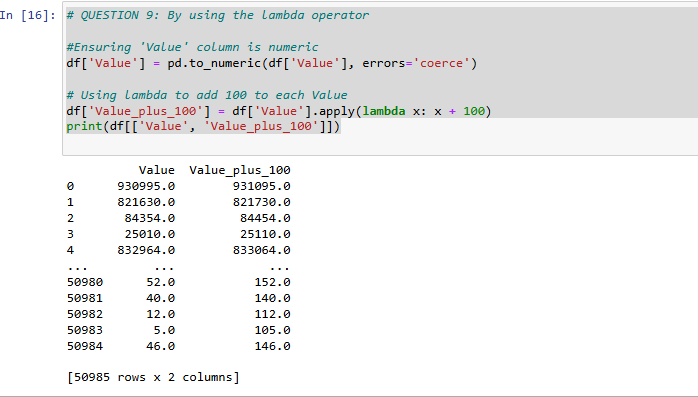 In [16]: # QUESTION 9: By using the lambda operator
#Ensuring 'Value' column is numeric
df['Value'] = pd.to_numeric(df['Value'], errors='coerce')
# Using lambda to add 100 to each Value
df['Value_plus_100'] = df['Value'].apply(lambda x: x + 100)
print(df[['Value', 'Value_plus_100']])
Value Value_plus_100
0 930995.0 931095.0
1 821630.0 821730.0
2 84354.0 84454.0
3 25010.0 25110.0
4 832964.0 833064.0
... ... ...
50980 52.0 152.0
50981 40.0 140.0
50982 12.0 112.0
50983 5.0 105.0
50984 46.0 146.0
[50985 rows x 2 columns]